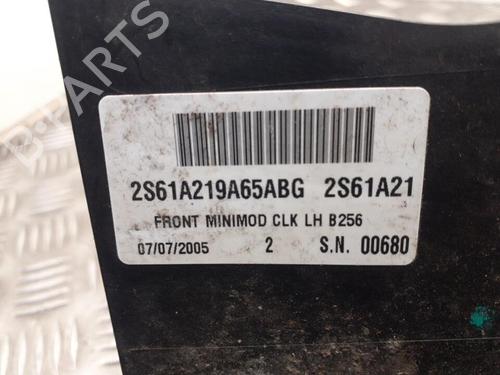 2S61A219A65ABG 2S61A21
FRONT MINIMOD CLK LH B256
07/07/2005 2 S.N. 00680
B-PARTS